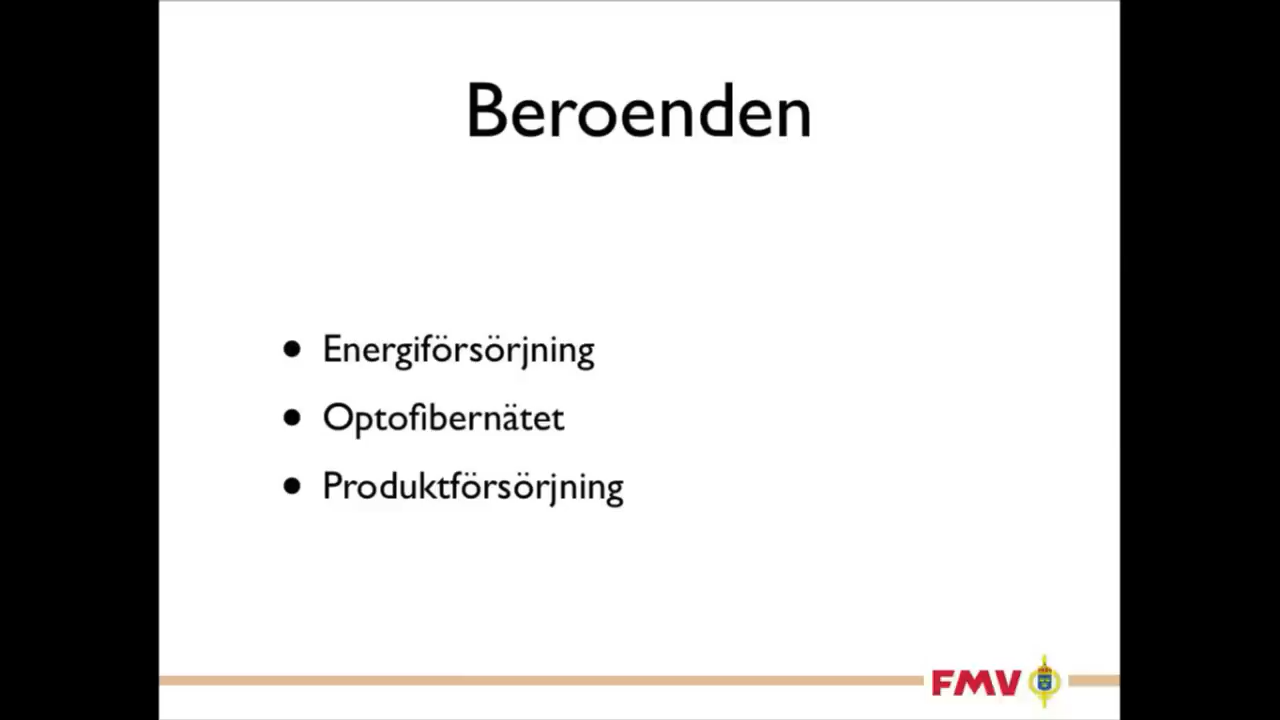 Beroenden
• Energiförsörjning
• Optofibernätet
• Produktförsörjning
FMV